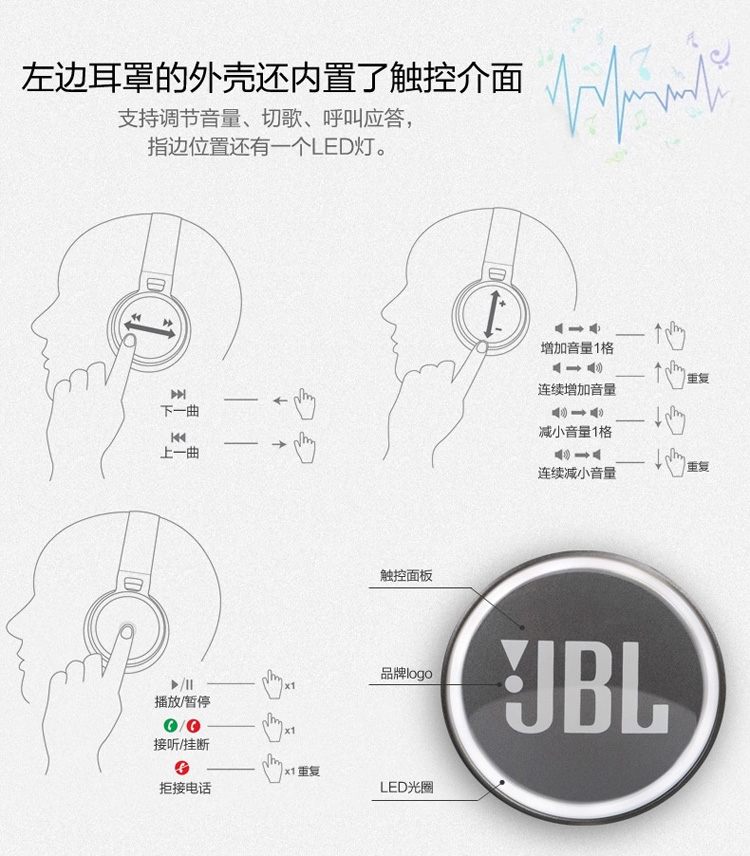 左边耳罩的外壳还内置了触控介面
支持调节音量、切歌、呼叫应答，
指边位置还有一个LED灯。
下一曲
上一曲
+
-
增加音量1格
连续增加音量
重复
减小音量1格
连续减小音量
重复
播放/暂停
x1
接听/挂断
x1
拒接电话
x1 重复
触控面板
品牌logo
JBL
LED光圈